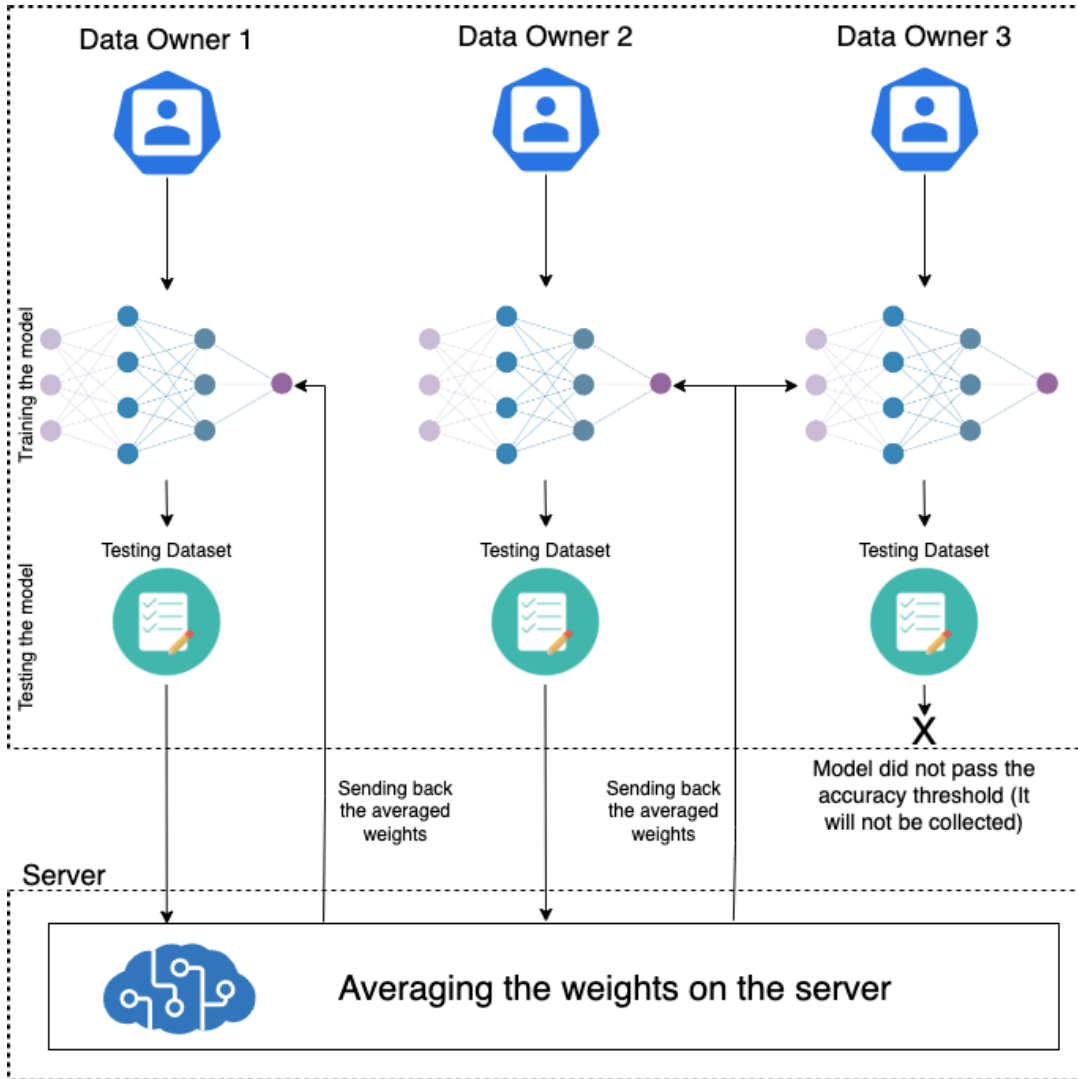 Data Owner 1
Data Owner 2
Data Owner 3
Training the model
Testing Dataset
Testing Dataset
Testing Dataset
Testing the model
X
Model did not pass the
accuracy threshold (It
will not be collected)
Sending back
the averaged
weights
Sending back
the averaged
weights
Server
Averaging the weights on the server